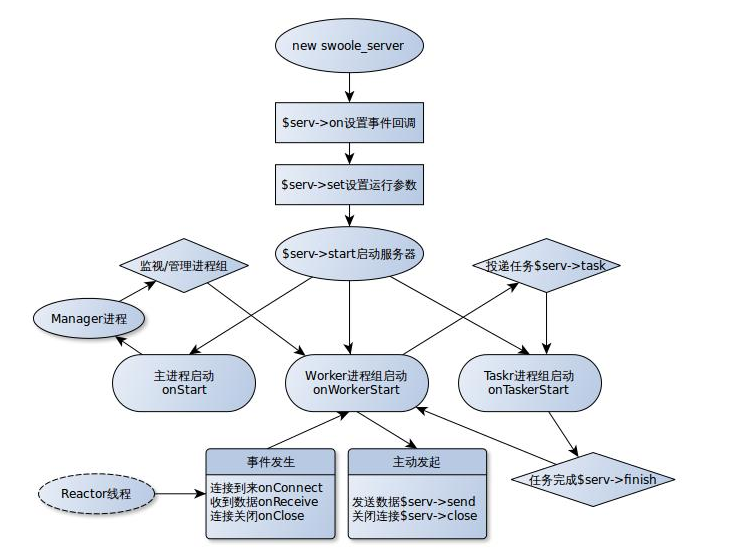 new swoole_server
$serv->on设置事件回调
$serv->set设置运行参数
$serv->start启动服务器
监视/管理进程组
投递任务$serv->task
Manager进程
主进程启动
onStart
Worker进程组启动
onWorkerStart
Taskr进程组启动
onTaskerStart
事件发生
连接到来onConnect
收到数据onReceive
连接关闭onClose
主动发起
发送数据$serv->send
关闭连接$serv->close
任务完成$serv->finish
Reactor线程